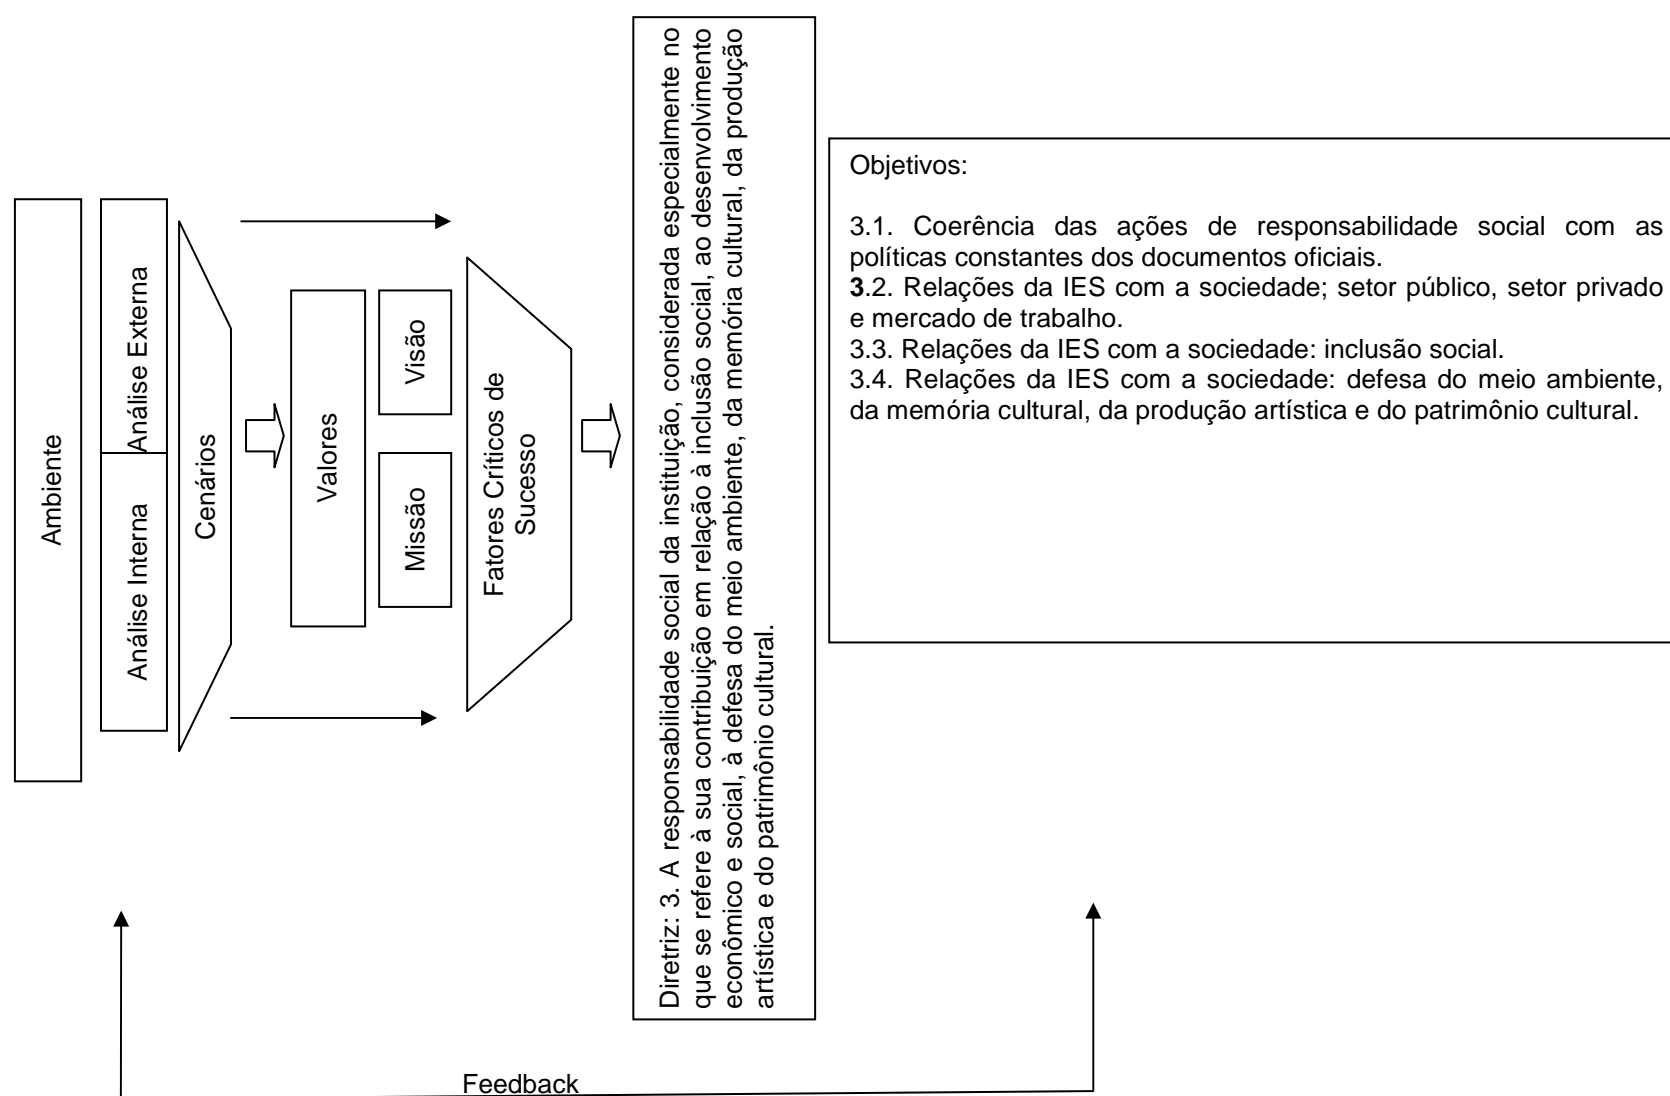 Ambiente
Análise Externa
Análise Interna
Cenários
Valores
Visão
Missão
Fatores Críticos de
Sucesso
Diretriz: 3. A responsabilidade social da instituição, considerada especialmente no
que se refere à sua contribuição em relação à inclusão social, ao desenvolvimento
econômico e social, à defesa do meio ambiente, da memória cultural, da produção
artística e do patrimônio cultural.
Objetivos:
3.1. Coerência das ações de responsabilidade social com as
políticas constantes dos documentos oficiais.
3.2. Relações da IES com a sociedade; setor público, setor privado
e mercado de trabalho.
3.3. Relações da IES com a sociedade: inclusão social.
3.4. Relações da IES com a sociedade: defesa do meio ambiente,
da memória cultural, da produção artística e do patrimônio cultural.
Feedback